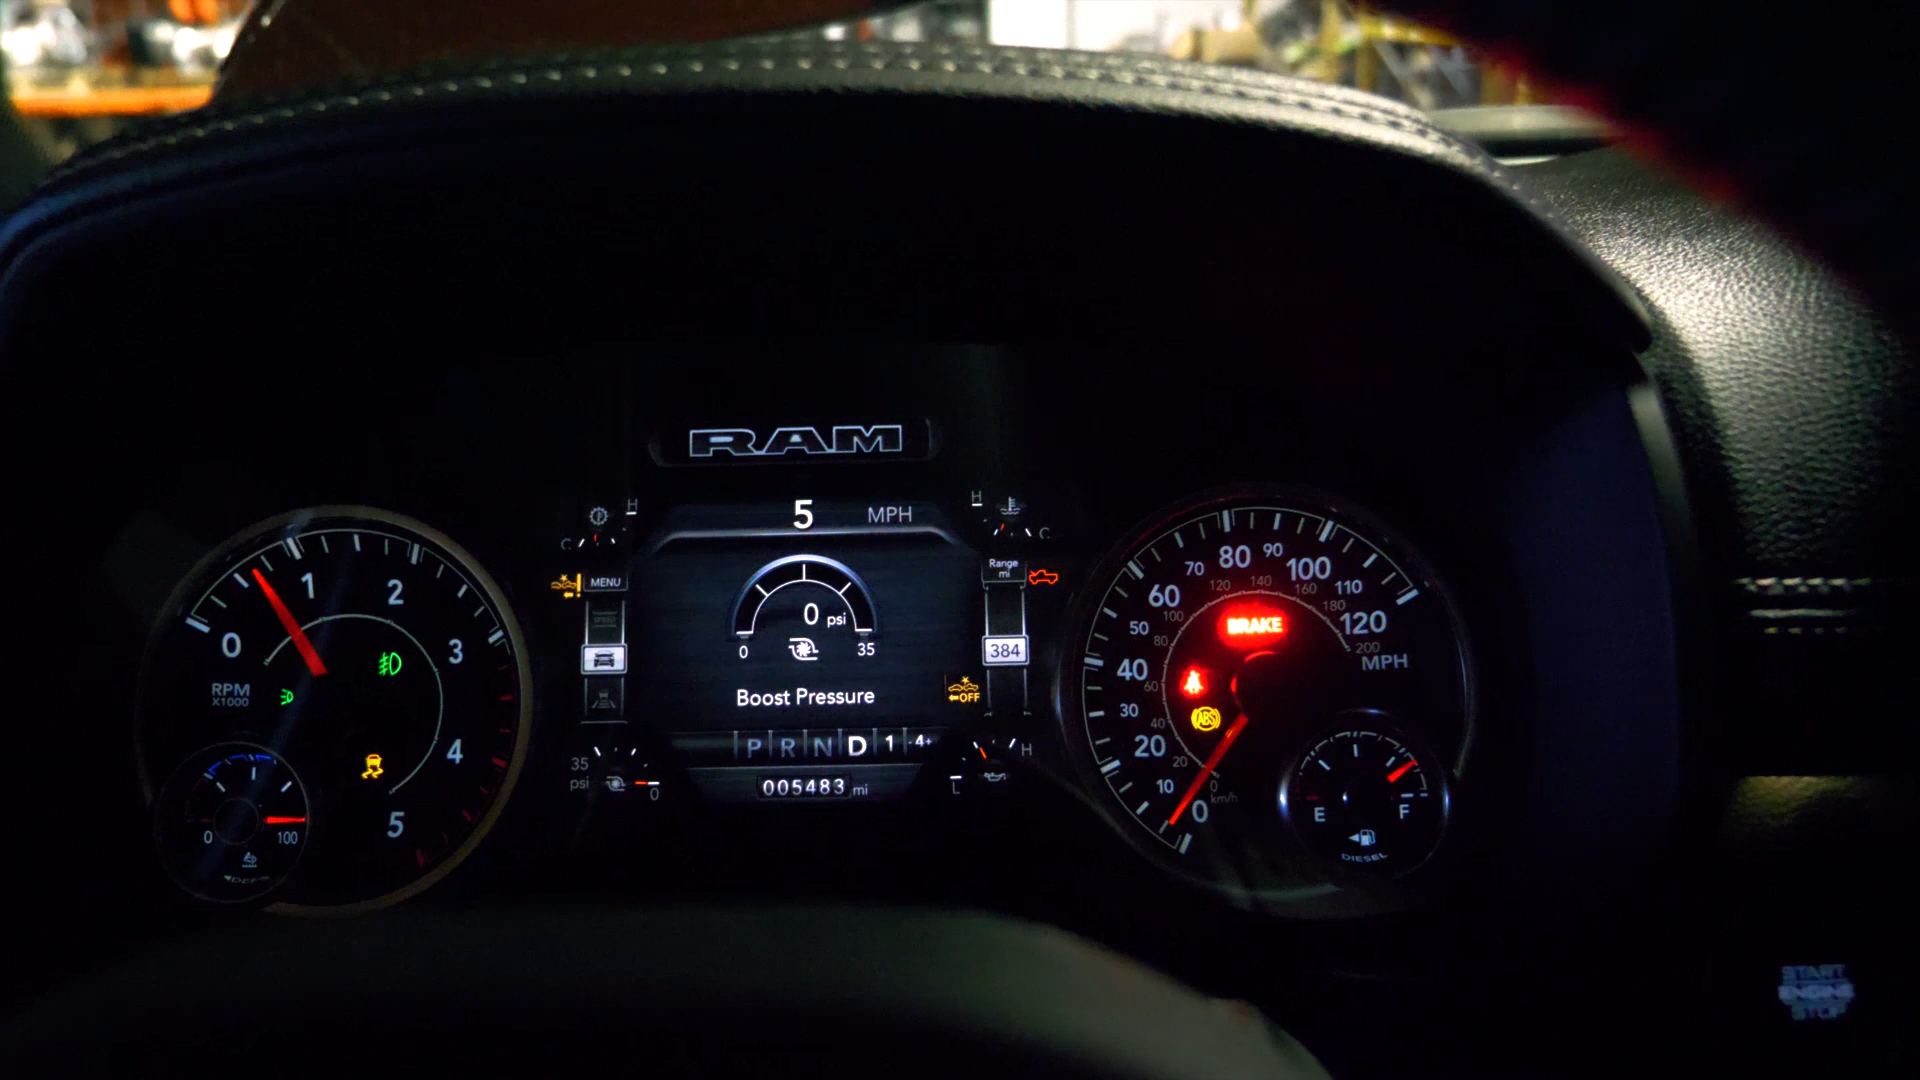 RAM
5 MPH
H
C
MENU
SPEED
H
C
Range
mi
384
0 psi
0 35
Boost Pressure
OFF
P R N D 1 -4+
005483 mi
35
psi
0
H
L
0 1 2 3 4 5
RPM
X1000
0 100
DEF
0 10 20 30 40 50 60 70 80 90 100 110 120
MPH
0 20 40 60 80 100 120 140 160 180 200
km/h
BRAKE
ABS
E F
DIESEL
START
ENGINE
STOP